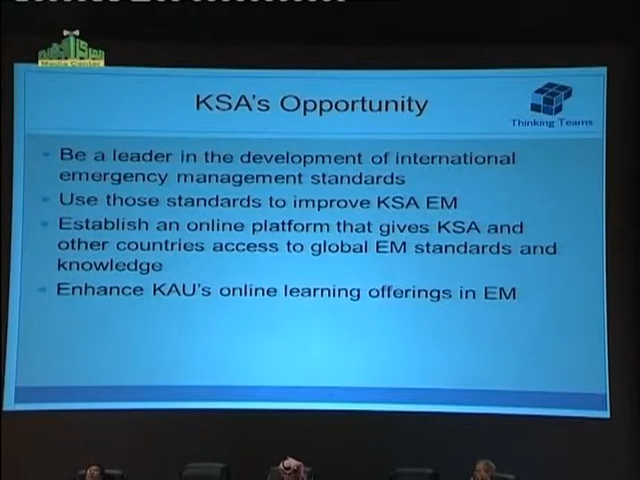 Media Center
KSA's Opportunity
Thinking Teams
Be a leader in the development of international
emergency management standards
Use those standards to improve KSA EM
Establish an online platform that gives KSA and
other countries access to global EM standards and
knowledge
Enhance KAU's online learning offerings in EM